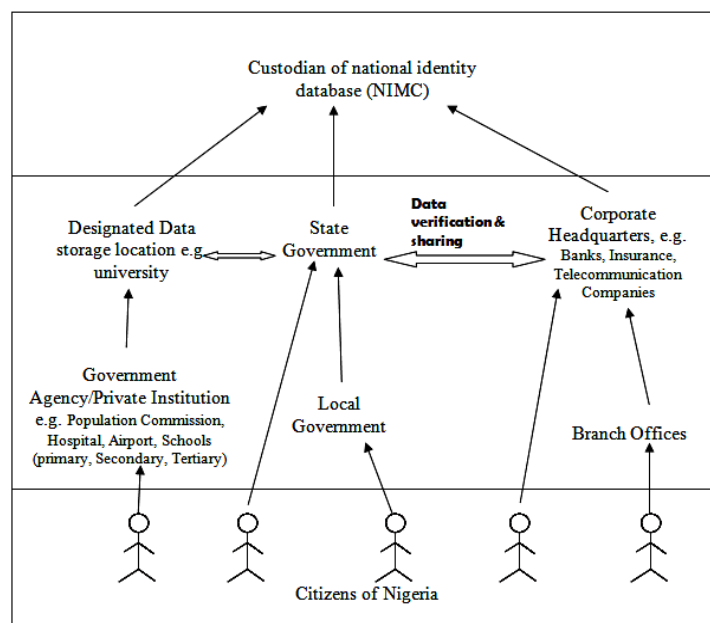 Custodian of national identity
database (NIMC)
Data
verification &
sharing
Designated Data
storage location e.g
university
State
Government
Corporate
Headquarters, e.g.
Banks, Insurance,
Telecommunication
Companies
Government
Agency/Private Institution
e.g. Population Commission,
Hospital, Airport, Schools
(primary, Secondary, Tertiary)
Local
Government
Branch Offices
Citizens of Nigeria